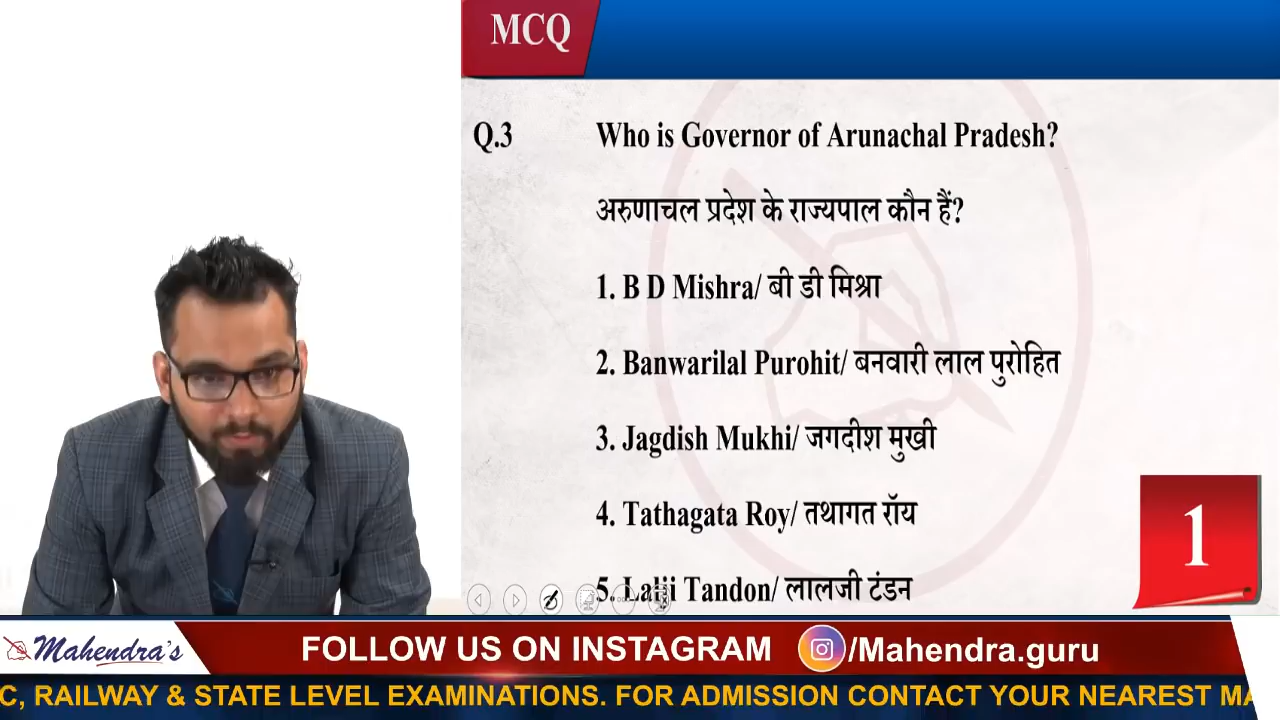 MCQ
Q.3 Who is Governor of Arunachal Pradesh?
अरुणाचल प्रदेश के राज्यपाल कौन हैं?
1. B D Mishra/ बी डी मिश्रा
2. Banwarilal Purohit/ बनवारी लाल पुरोहित
3. Jagdish Mukhi/ जगदीश मुखी
4. Tathagata Roy/ तथागत रॉय
5. Lalji Tandon/ लालजी टंडन
1
Mahendra's FOLLOW US ON INSTAGRAM /Mahendra.guru
C, RAILWAY & STATE LEVEL EXAMINATIONS. FOR ADMISSION CONTACT YOUR NEAREST MA